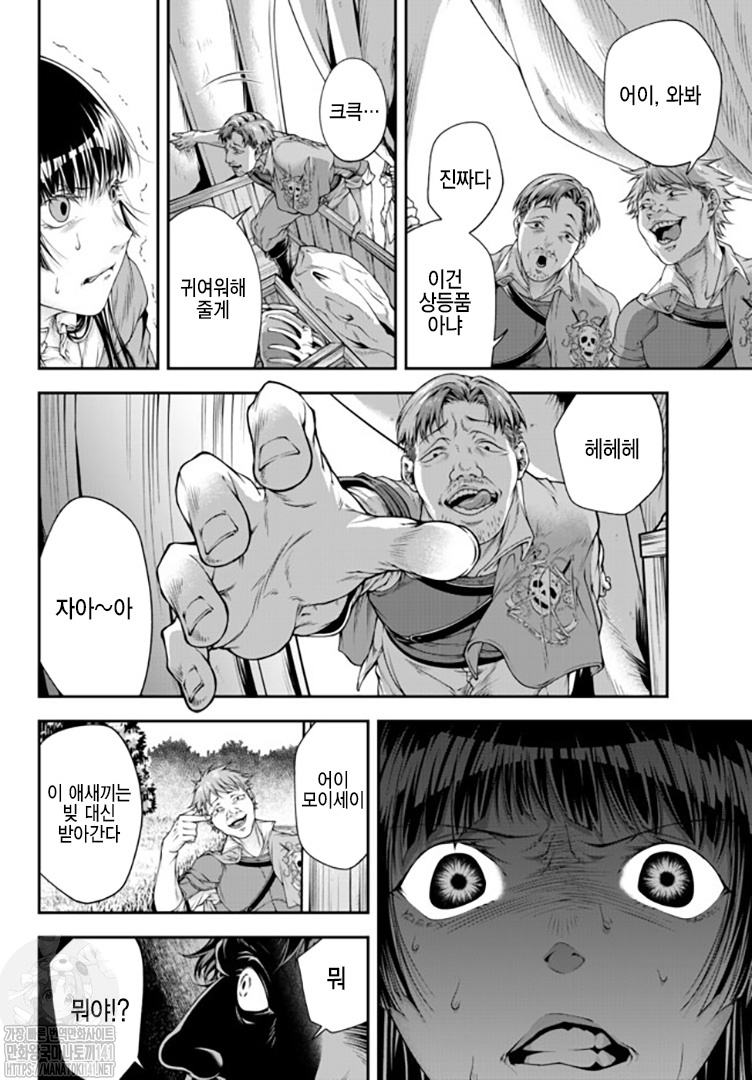 어이, 와봐
진짜다
이건
상등품
아냐
크큭…
귀여워해
줄게
헤헤헤
자아~아
어이
모이세이
이 애새끼는
빚 대신
받아간다
뭐
뭐야!?
가장 빠른 번역만화사이트
만화왕국마나토끼141
HTTPS://MANATOKI141.NET